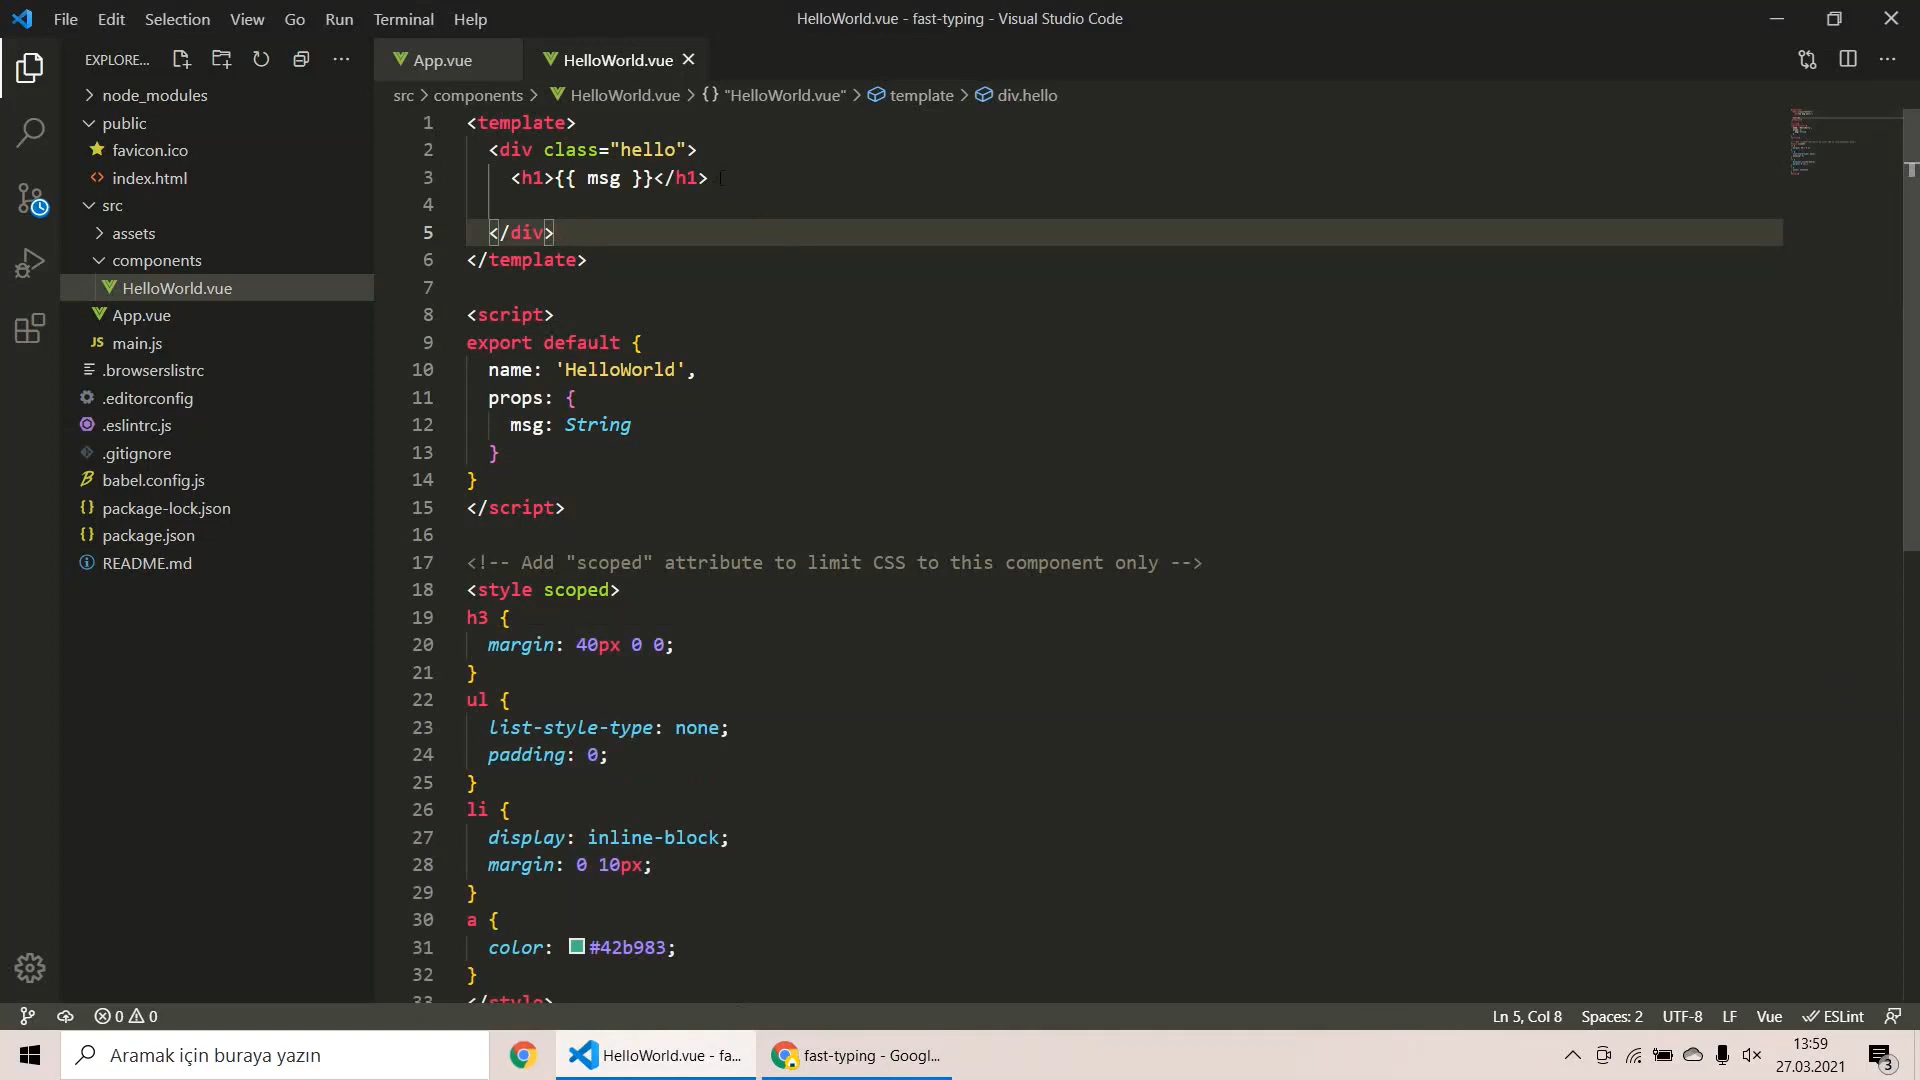 File Edit Selection View Go Run Terminal Help
HelloWorld.vue - fast-typing - Visual Studio Code
EXPLORE...
node_modules
public
favicon.ico
index.html
src
assets
components
HelloWorld.vue
App.vue
JS main.js
.browserslistrc
.editorconfig
.eslintrc.js
.gitignore
babel.config.js
{} package-lock.json
{} package.json
README.md
App.vue HelloWorld.vue
src > components > HelloWorld.vue > {} "HelloWorld.vue" > template > div.hello
1 <template>
2 <div class="hello">
3 <h1>{{ msg }}</h1>
4
5 </div>
6 </template>
7
8 <script>
9 export default {
10 name: 'HelloWorld',
11 props: {
12 msg: String
13 }
14 }
15 </script>
16
17 <!-- Add "scoped" attribute to limit CSS to this component only -->
18 <style scoped>
19 h3 {
20 margin: 40px 0 0;
21 }
22 ul {
23 list-style-type: none;
24 padding: 0;
25 }
26 li {
27 display: inline-block;
28 margin: 0 10px;
29 }
30 a {
31 color: #42b983;
32 }
33 </style>
0 0
Ln 5, Col 8 Spaces: 2 UTF-8 LF Vue ESLint
Aramak için buraya yazın
HelloWorld.vue - fa...
fast-typing - Googl...
13:59
27.03.2021
3